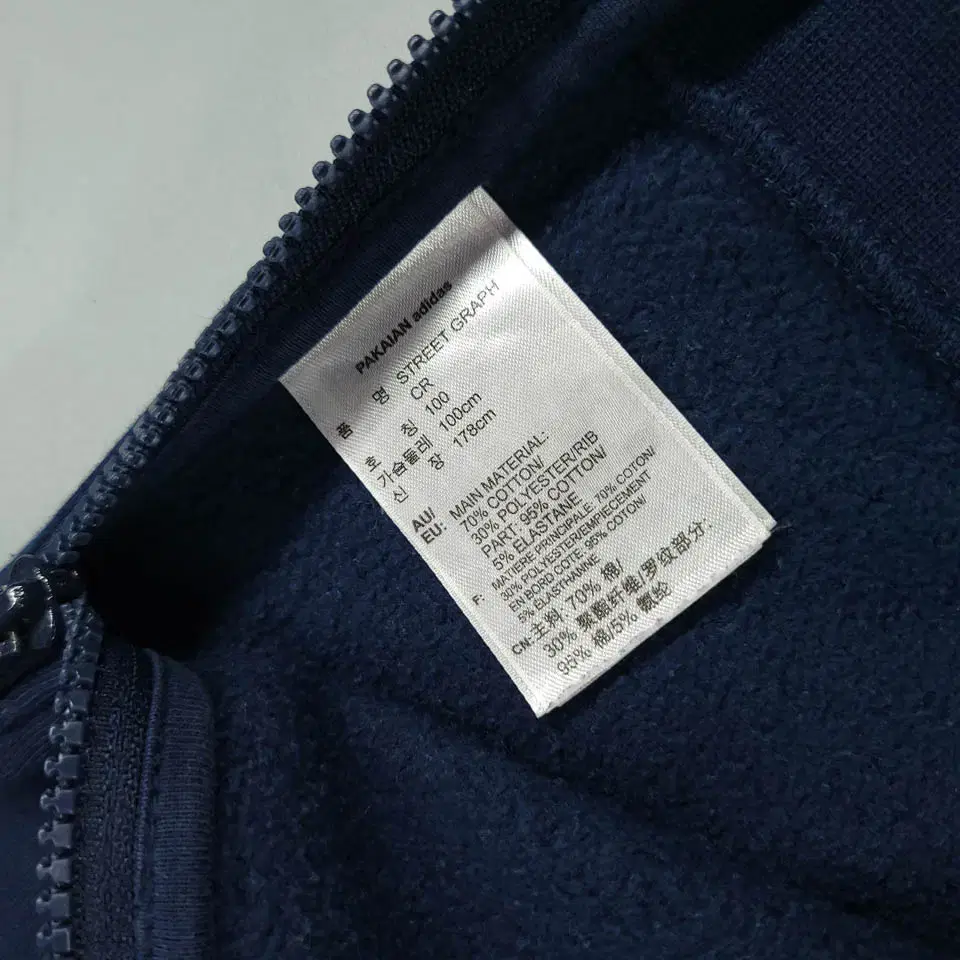 PAKAIAN adidas
품 명 STREET GRAPH
CR
호 칭 100
가슴둘레 100cm
신 장 178cm
AU/ MAIN MATERIAL:
EU: 70% COTTON/
30% POLYESTER/RIB
PART: 95% COTTON/
5% ELASTANE
F: MATIERE PRINCIPALE: 70% COTON/
30% POLYESTER/EMPIECEMENT
EN BORD COTE: 95% COTON/
5% ELASTHANNE
CN:主料: 70% 棉/
30% 聚酯纤维/罗纹部分:
95% 棉/5% 氨纶